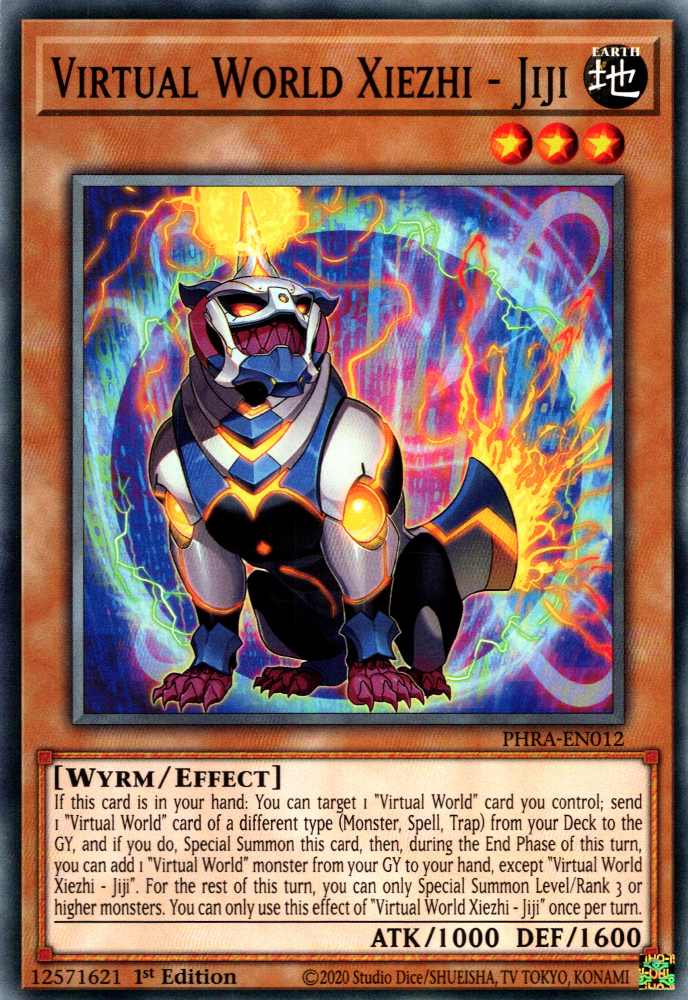 VIRTUAL WORLD XIEZHI - JIJI
EARTH
地
PHRA-EN012
[WYRM/EFFECT]
If this card is in your hand: You can target 1 "Virtual World" card you control; send
1 "Virtual World" card of a different type (Monster, Spell, Trap) from your Deck to the
GY, and if you do, Special Summon this card, then, during the End Phase of this turn,
you can add 1 "Virtual World" monster from your GY to your hand, except "Virtual World
Xiezhi - Jiji". For the rest of this turn, you can only Special Summon Level/Rank 3 or
higher monsters. You can only use this effect of "Virtual World Xiezhi - Jiji" once per turn.
ATK/1000 DEF/1600
12571621 1st Edition ©2020 Studio Dice/SHUEISHA, TV TOKYO, KONAMI